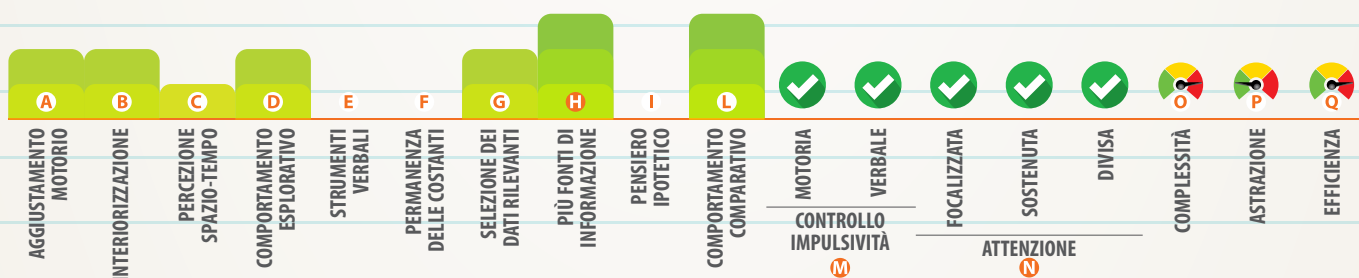 A
B
C
D
E
F
G
H
I
L
O
P
Q
AGGIUSTAMENTO
MOTORIO
INTERIORIZZAZIONE
PERCEZIONE
SPAZIO-TEMPO
COMPORTAMENTO
ESPLORATIVO
STRUMENTI
VERBALI
PERMANENZA
DELLE COSTANTI
SELEZIONE DEI
DATI RILEVANTI
PIÙ FONTI DI
INFORMAZIONE
PENSIERO
IPOTETICO
COMPORTAMENTO
COMPARATIVO
MOTORIA
VERBALE
CONTROLLO
IMPULSIVITÀ
M
FOCALIZZATA
SOSTENUTA
DIVISA
ATTENZIONE
N
COMPLESSITÀ
ASTRAZIONE
EFFICIENZA